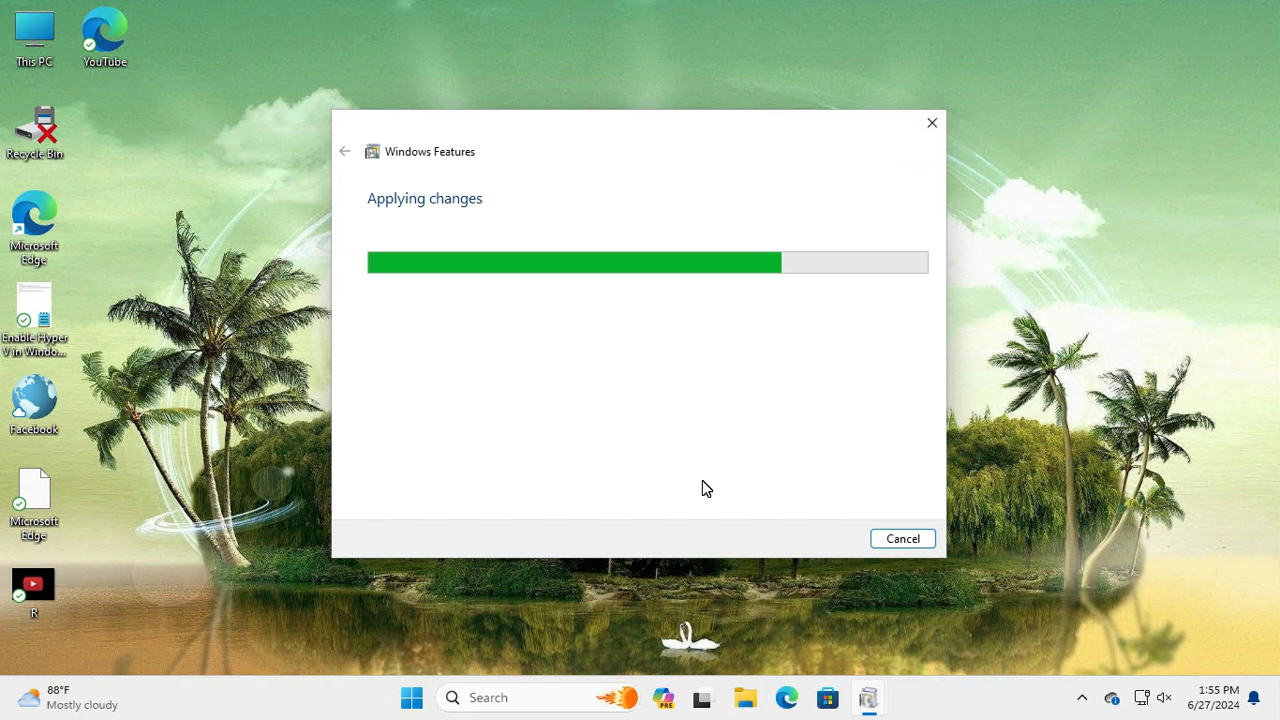 This PC
YouTube
Recycle Bin
Microsoft
Edge
Enable Hyper
V in Windo...
Facebook
Microsoft
Edge
R
Windows Features
Applying changes
Cancel
88°F
Mostly cloudy
Search
PRE
1:55 PM
6/27/2024